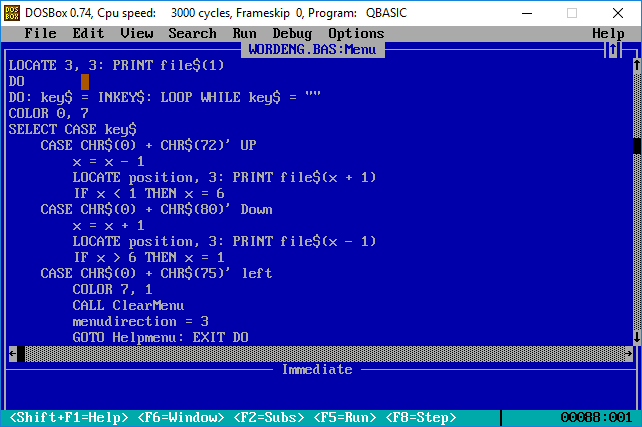 DOS BOX DOSBox 0.74, Cpu speed: 3000 cycles, Frameskip 0, Program: QBASIC
File Edit View Search Run Debug Options Help
WORDENG.BAS:Menu ↑
LOCATE 3, 3: PRINT file$(1)
DO
DO: key$ = INKEY$: LOOP WHILE key$ = ""
COLOR 0, 7
SELECT CASE key$
CASE CHR$(0) + CHR$(72)' UP
x = x - 1
LOCATE position, 3: PRINT file$(x + 1)
IF x < 1 THEN x = 6
CASE CHR$(0) + CHR$(80)' Down
x = x + 1
LOCATE position, 3: PRINT file$(x - 1)
IF x > 6 THEN x = 1
CASE CHR$(0) + CHR$(75)' left
COLOR 7, 1
CALL ClearMenu
menudirection = 3
GOTO Helpmenu: EXIT DO
Immediate
<Shift+F1=Help> <F6=Window> <F2=Subs> <F5=Run> <F8=Step> 00088:001